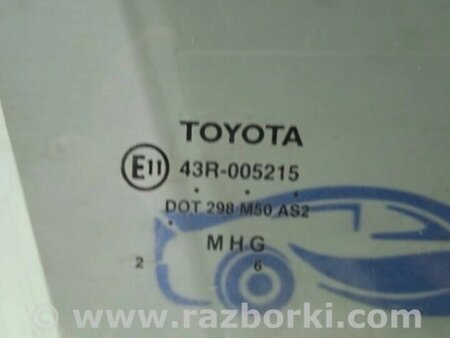 TOYOTA
E11 43R-005215
DOT 298 M50 AS2
MHG
2 6
www.razborki.com